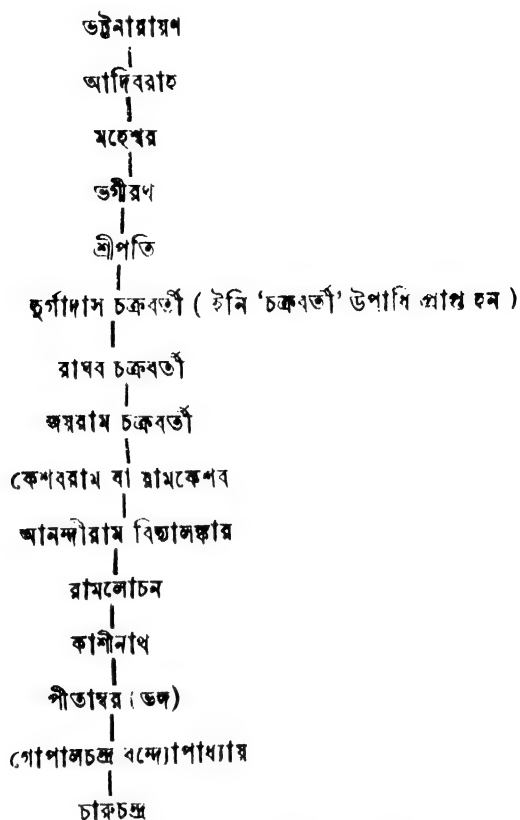 ভট্টনারায়ণ
আদিবরাহ
মহেশ্বর
ভগীরথ
শ্রীপতি
দুর্গাদাস চক্রবর্তী ( ইনি ‘চক্রবর্তী’ উপাধি প্রাপ্ত হন )
রাঘব চক্রবর্তী
জয়রাম চক্রবর্তী
কেশবরাম বা রামকেশব
আনন্দীরাম বিদ্যালঙ্কার
রামলোচন
কাশীনাথ
পীতাম্বর (ভঙ্গ)
গোপালচন্দ্র বন্দ্যোপাধ্যায়
চারুচন্দ্র